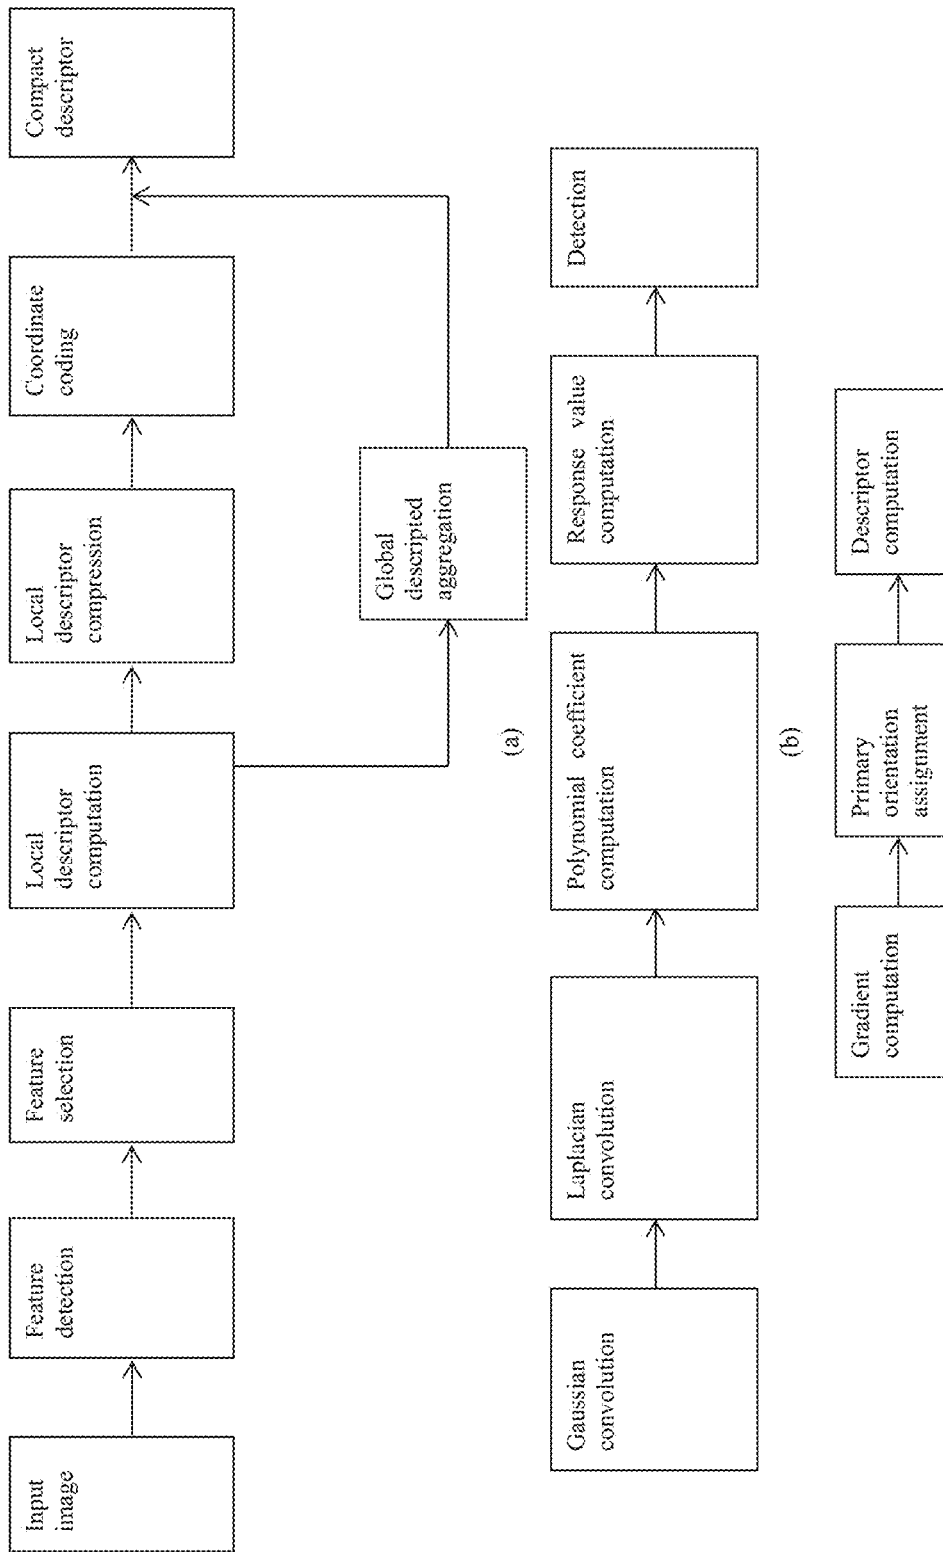 Input
image
Feature
detection
Feature
selection
Local
descriptor
computation
Local
descriptor
compression
Coordinate
coding
Compact
descriptor
Global
descripted
aggregation
(a)
Gaussian
convolution
Laplacian
convolution
Polynomial coefficient
computation
Response value
computation
Detection
(b)
Gradient
computation
Primary
orientation
assignment
Descriptor
computation